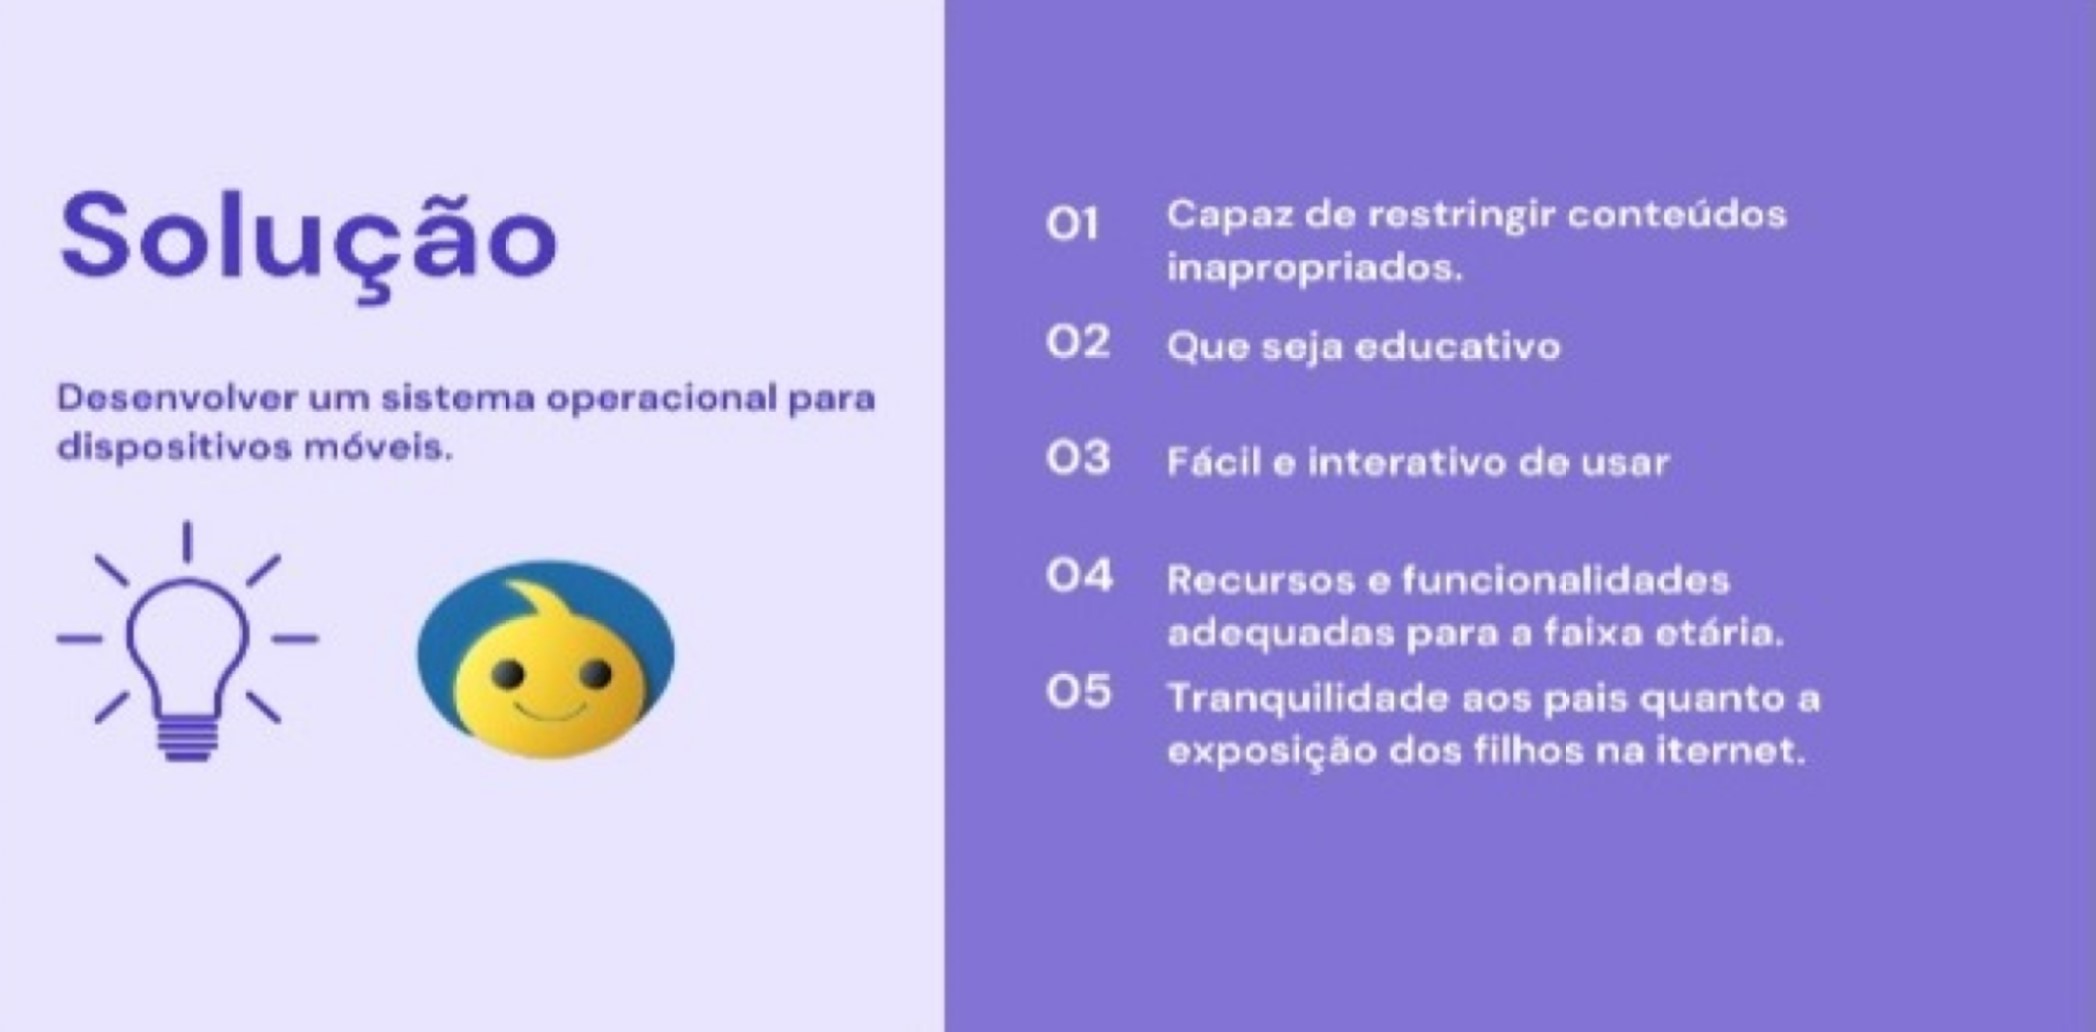 Solução
Desenvolver um sistema operacional para
dispositivos móveis.
01 Capaz de restringir conteúdos
inapropriados.
02 Que seja educativo
03 Fácil e interativo de usar
04 Recursos e funcionalidades
adequadas para a faixa etária.
05 Tranquilidade aos pais quanto a
exposição dos filhos na iternet.